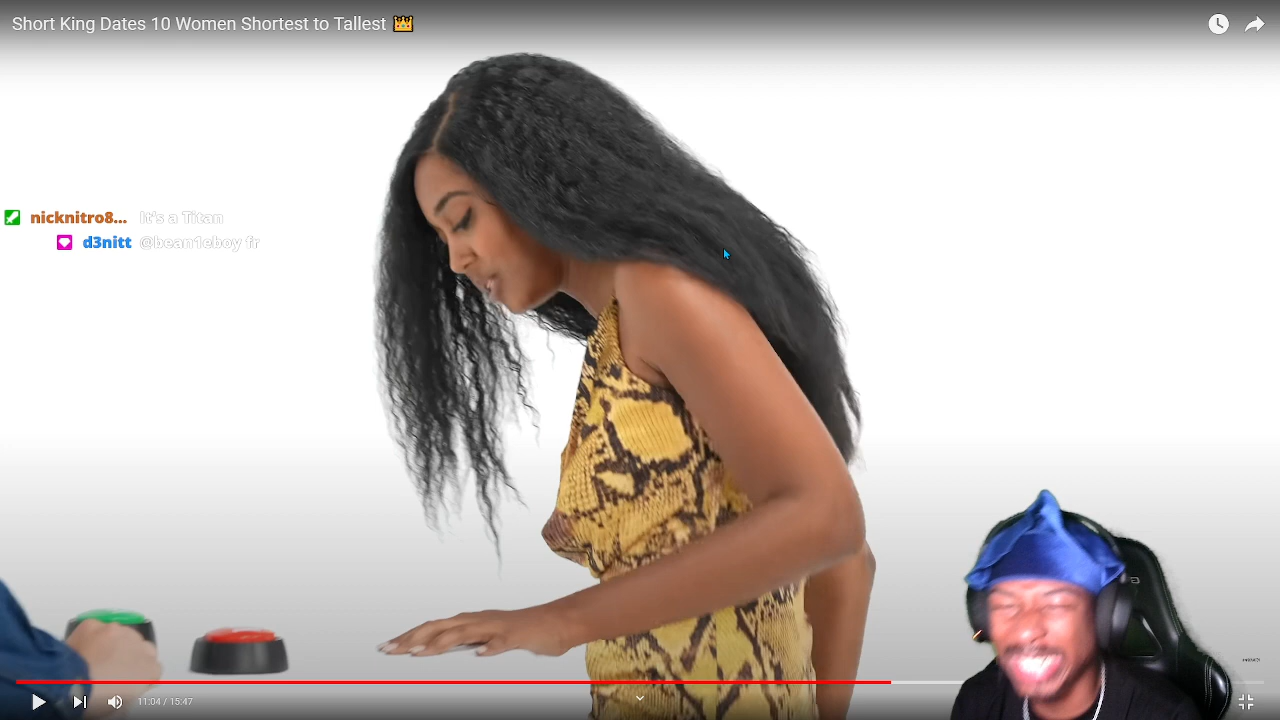 Short King Dates 10 Women Shortest to Tallest 👑
nicknitro8... It's a Titan
d3nitt @bean1eboy fr
11:04 / 15:47